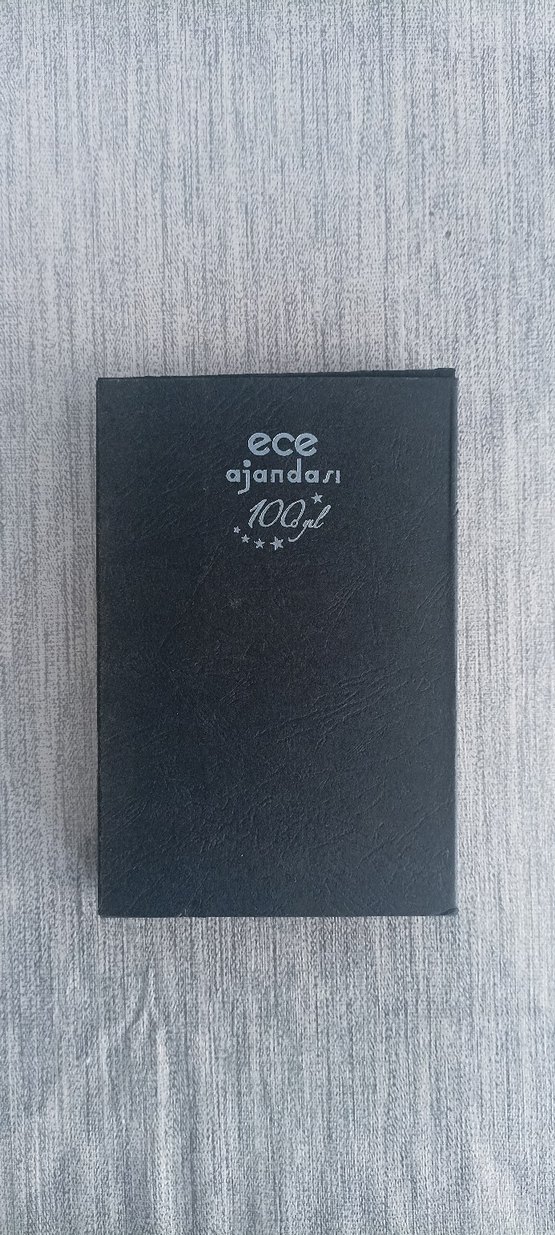 ece
ajandası
100. yıl